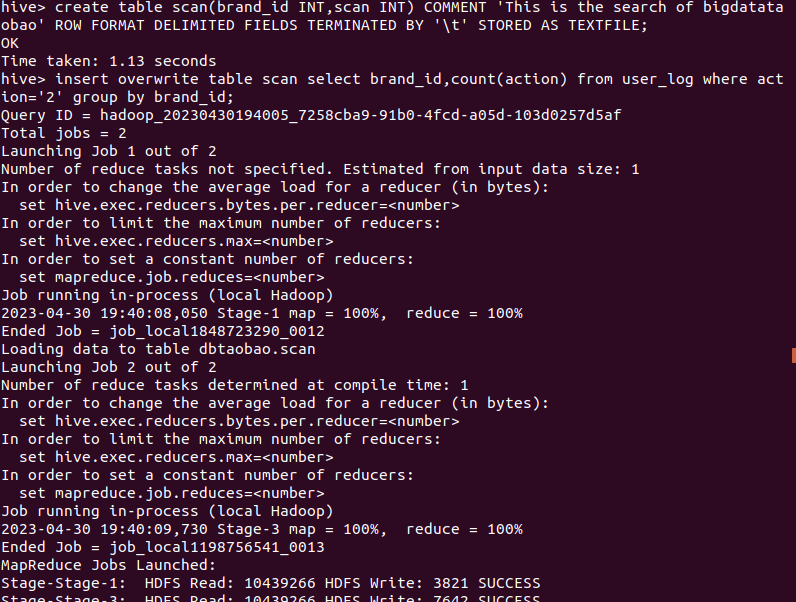 hive> create table scan(brand_id INT,scan INT) COMMENT 'This is the search of bigdatata
obao' ROW FORMAT DELIMITED FIELDS TERMINATED BY '\t' STORED AS TEXTFILE;
OK
Time taken: 1.13 seconds
hive> insert overwrite table scan select brand_id,count(action) from user_log where act
ion='2' group by brand_id;
Query ID = hadoop_20230430194005_7258cba9-91b0-4fcd-a05d-103d0257d5af
Total jobs = 2
Launching Job 1 out of 2
Number of reduce tasks not specified. Estimated from input data size: 1
In order to change the average load for a reducer (in bytes):
  set hive.exec.reducers.bytes.per.reducer=<number>
In order to limit the maximum number of reducers:
  set hive.exec.reducers.max=<number>
In order to set a constant number of reducers:
  set mapreduce.job.reduces=<number>
Job running in-process (local Hadoop)
2023-04-30 19:40:08,050 Stage-1 map = 100%,  reduce = 100%
Ended Job = job_local1848723290_0012
Loading data to table dbtaobao.scan
Launching Job 2 out of 2
Number of reduce tasks determined at compile time: 1
In order to change the average load for a reducer (in bytes):
  set hive.exec.reducers.bytes.per.reducer=<number>
In order to limit the maximum number of reducers:
  set hive.exec.reducers.max=<number>
In order to set a constant number of reducers:
  set mapreduce.job.reduces=<number>
Job running in-process (local Hadoop)
2023-04-30 19:40:09,730 Stage-3 map = 100%,  reduce = 100%
Ended Job = job_local1198756541_0013
MapReduce Jobs Launched:
Stage-Stage-1:  HDFS Read: 10439266 HDFS Write: 3821 SUCCESS
Stage-Stage-3:  HDFS Read: 10439266 HDFS Write: 7642 SUCCESS